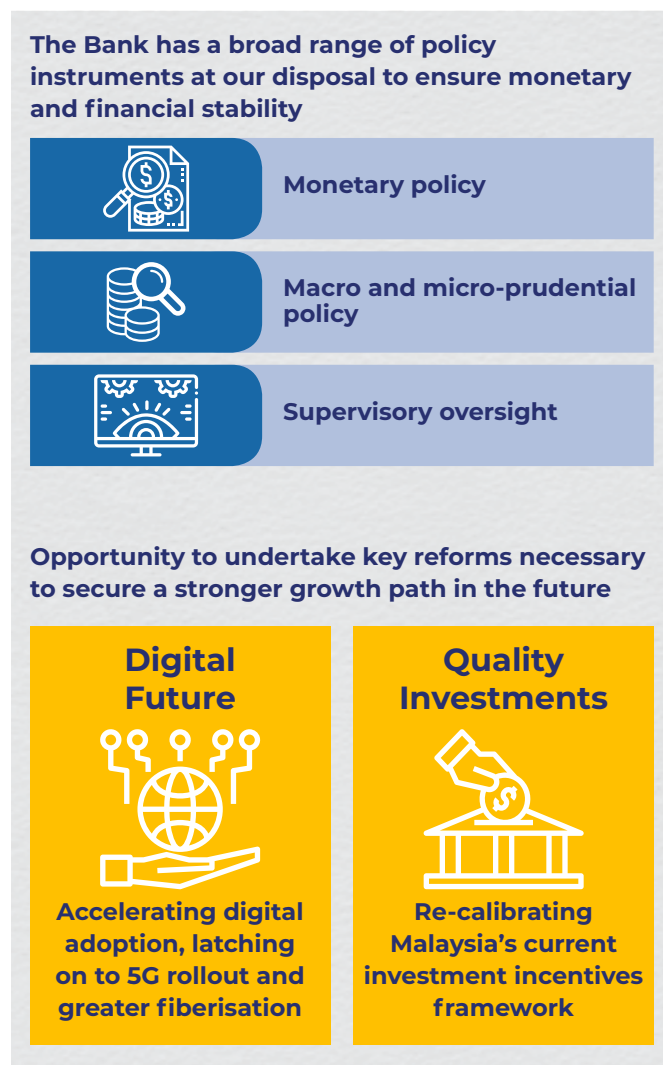 The Bank has a broad range of policy
instruments at our disposal to ensure monetary
and financial stability
$
$
Monetary policy
Macro and micro-prudential
policy
Supervisory oversight
Opportunity to undertake key reforms necessary
to secure a stronger growth path in the future
Digital
Future
Accelerating digital
adoption, latching
on to 5G rollout and
greater fiberisation
Quality
Investments
$
Re-calibrating
Malaysia’s current
investment incentives
framework